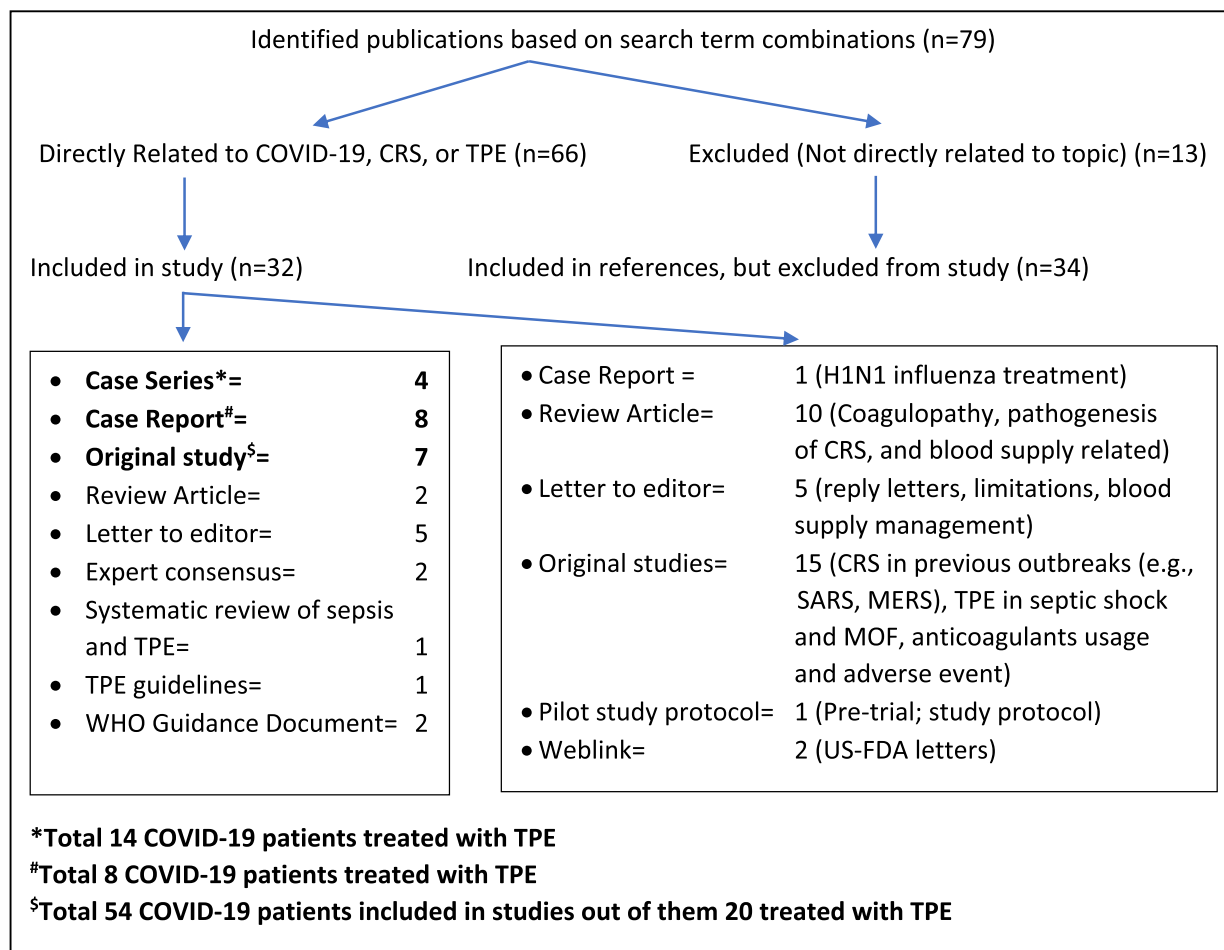 Identified publications based on search term combinations (n=79)
Directly Related to COVID-19, CRS, or TPE (n=66)
Excluded (Not directly related to topic) (n=13)
Included in study (n=32)
Included in references, but excluded from study (n=34)
• Case Series*= 4
• Case Report#= 8
• Original study$= 7
• Review Article= 2
• Letter to editor= 5
• Expert consensus= 2
• Systematic review of sepsis
and TPE= 1
• TPE guidelines= 1
• WHO Guidance Document= 2
• Case Report = 1 (H1N1 influenza treatment)
• Review Article= 10 (Coagulopathy, pathogenesis
of CRS, and blood supply related)
• Letter to editor= 5 (reply letters, limitations, blood
supply management)
• Original studies= 15 (CRS in previous outbreaks (e.g.,
SARS, MERS), TPE in septic shock
and MOF, anticoagulants usage
and adverse event)
• Pilot study protocol= 1 (Pre-trial; study protocol)
• Weblink= 2 (US-FDA letters)
*Total 14 COVID-19 patients treated with TPE
#Total 8 COVID-19 patients treated with TPE
$Total 54 COVID-19 patients included in studies out of them 20 treated with TPE